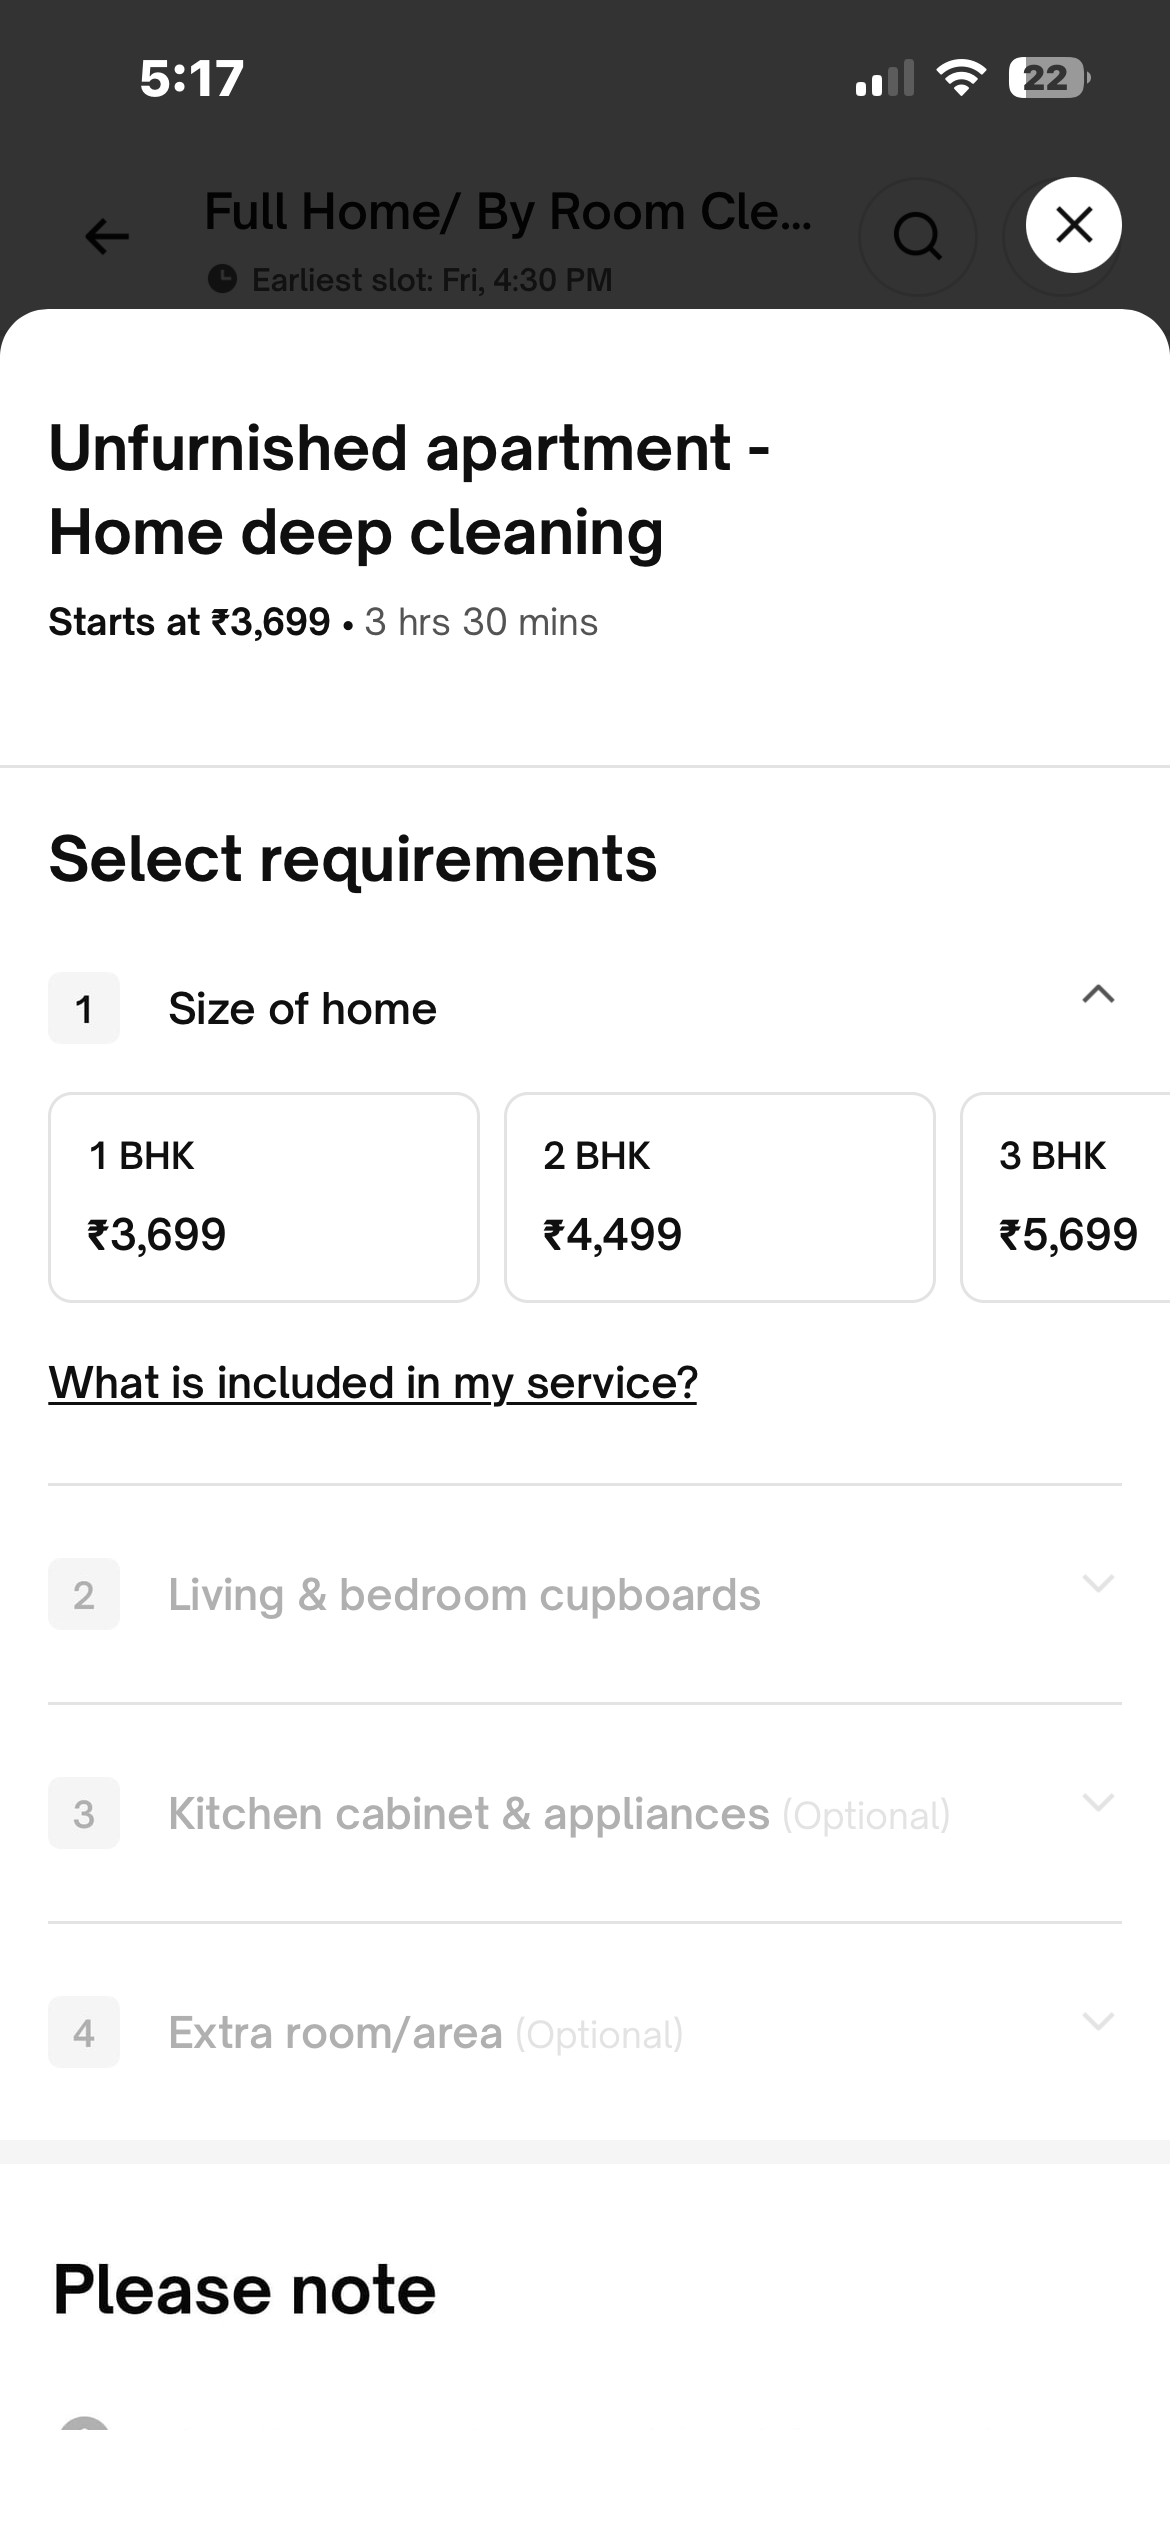 5:17
22
Full Home/ By Room Cle...
Earliest slot: Fri, 4:30 PM
Unfurnished apartment -
Home deep cleaning
Starts at ₹3,699 • 3 hrs 30 mins
Select requirements
1 Size of home
1 BHK 2 BHK 3 BHK
₹3,699 ₹4,499 ₹5,699
What is included in my service?
2 Living & bedroom cupboards
3 Kitchen cabinet & appliances (Optional)
4 Extra room/area (Optional)
Please note